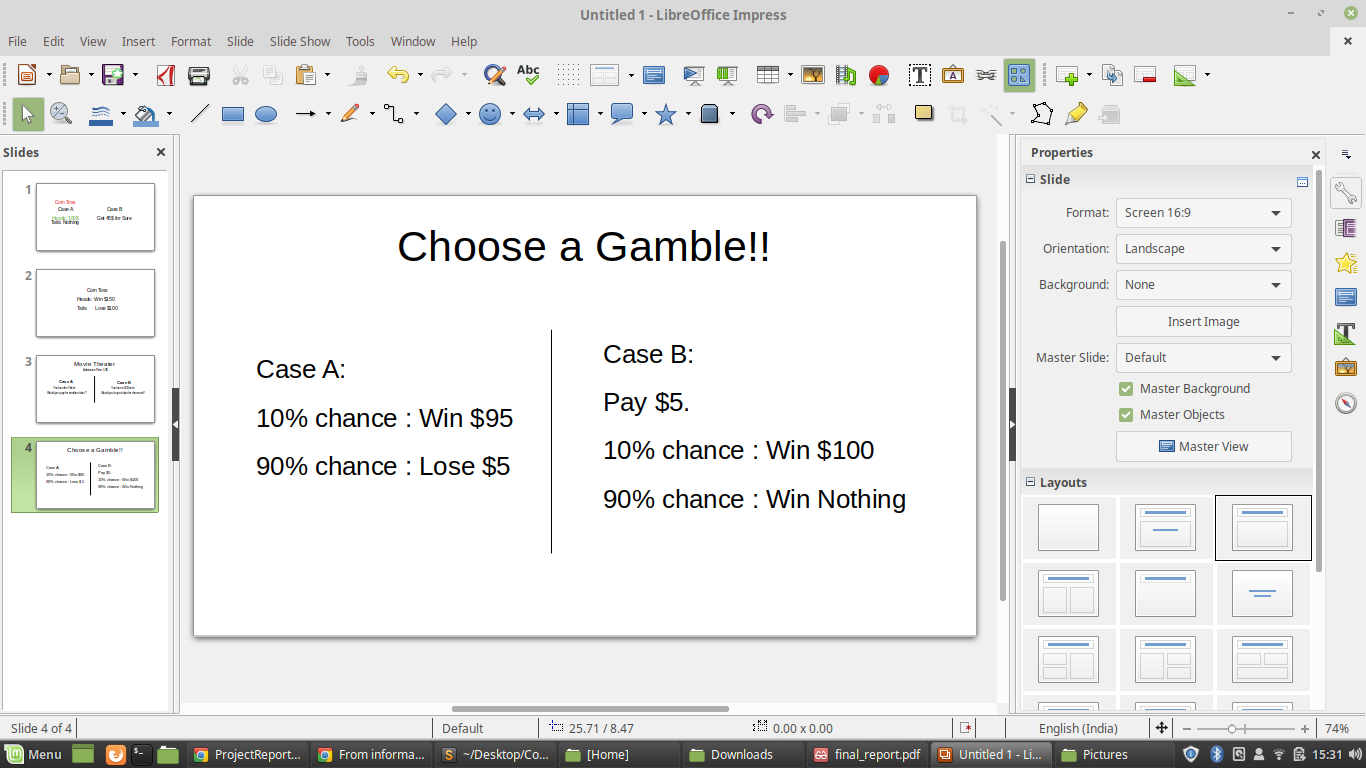 Untitled 1 - LibreOffice Impress
File Edit View Insert Format Slide Slide Show Tools Window Help
Abc
Slides
1
Coin Toss
Case A Case B
Heads: 100$ Get 45$ for Sure
Tails: Nothing
2
Coin Toss
Heads: Win $150
Tails: Lose $100
3
Movie Theater
Case A Case B
4
Choose a Gamble!!
Case A:
10% chance : Win $95
90% chance : Lose $5
Case B:
Pay $5.
10% chance : Win $100
90% chance : Win Nothing
Choose a Gamble!!
Case A:
10% chance : Win $95
90% chance : Lose $5
Case B:
Pay $5.
10% chance : Win $100
90% chance : Win Nothing
Properties
Slide
Format: Screen 16:9
Orientation: Landscape
Background: None
Insert Image
Master Slide: Default
Master Background
Master Objects
Master View
Layouts
Slide 4 of 4 Default 25.71 / 8.47 0.00 x 0.00 English (India) 74%
Menu ProjectReport... From informa... ~/Desktop/Co... [Home] Downloads final_report.pdf Untitled 1 - Li... Pictures 15:31